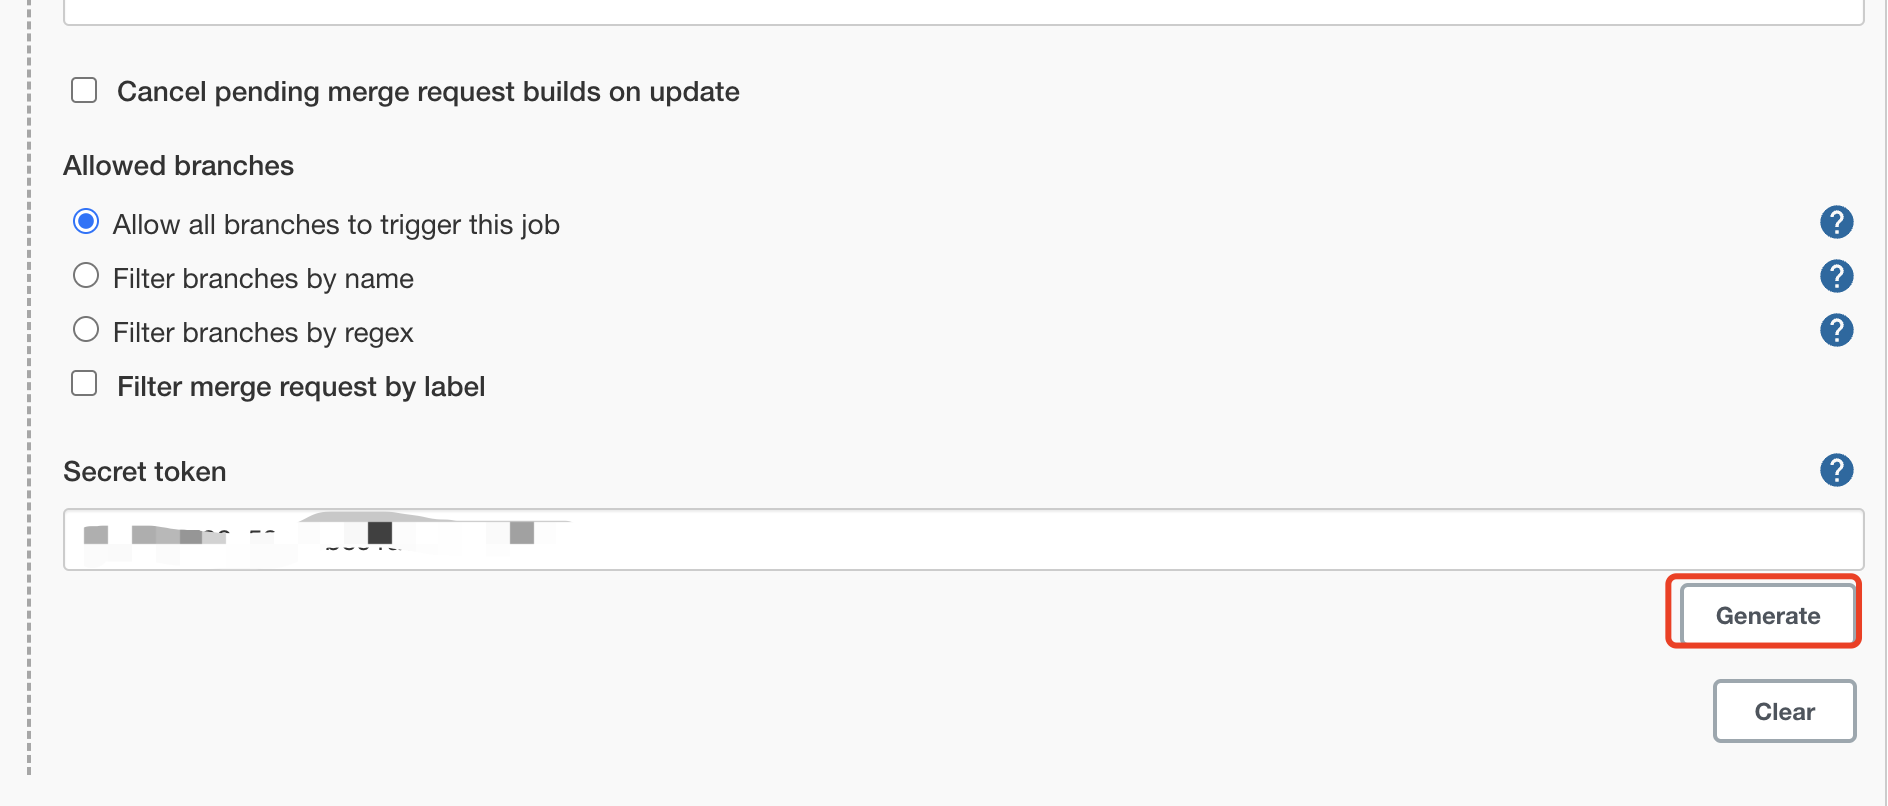 Cancel pending merge request builds on update
Allowed branches
Allow all branches to trigger this job
?
Filter branches by name
?
Filter branches by regex
?
Filter merge request by label
Secret token
?
Generate
Clear